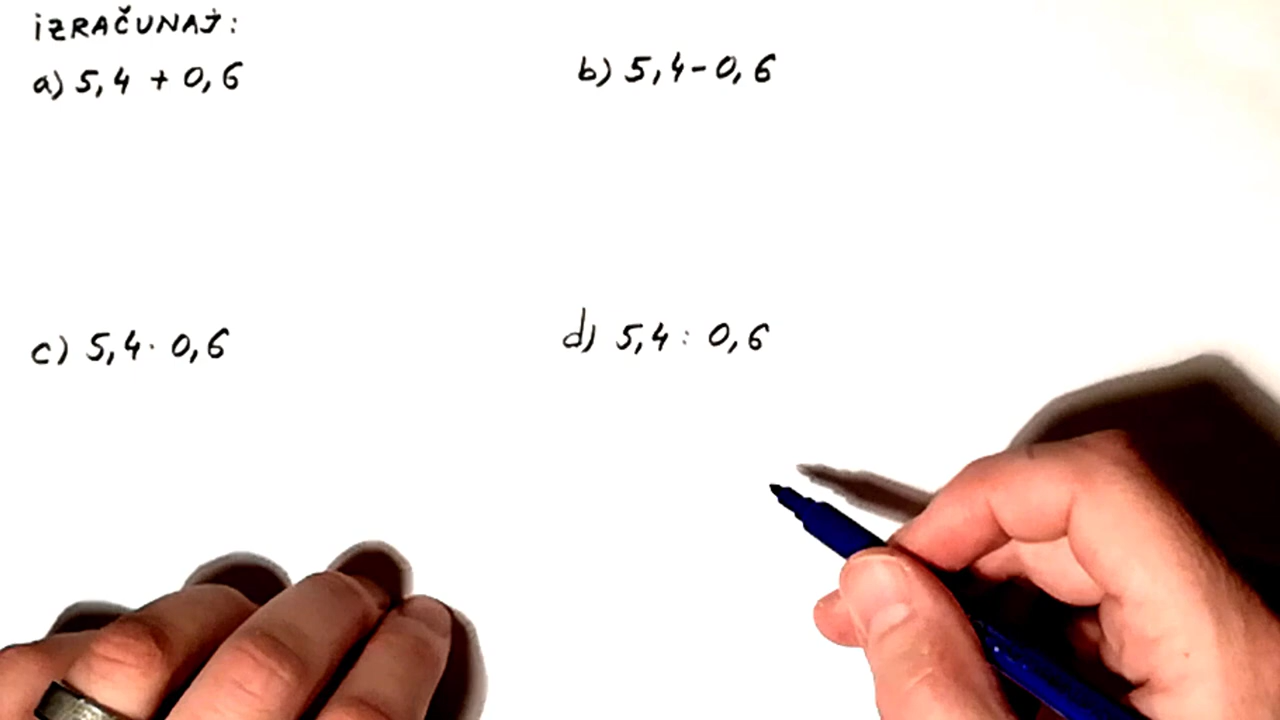 IZRAČUNAJ:
a) 5,4 + 0,6
b) 5,4 - 0,6
c) 5,4 · 0,6
d) 5,4 : 0,6